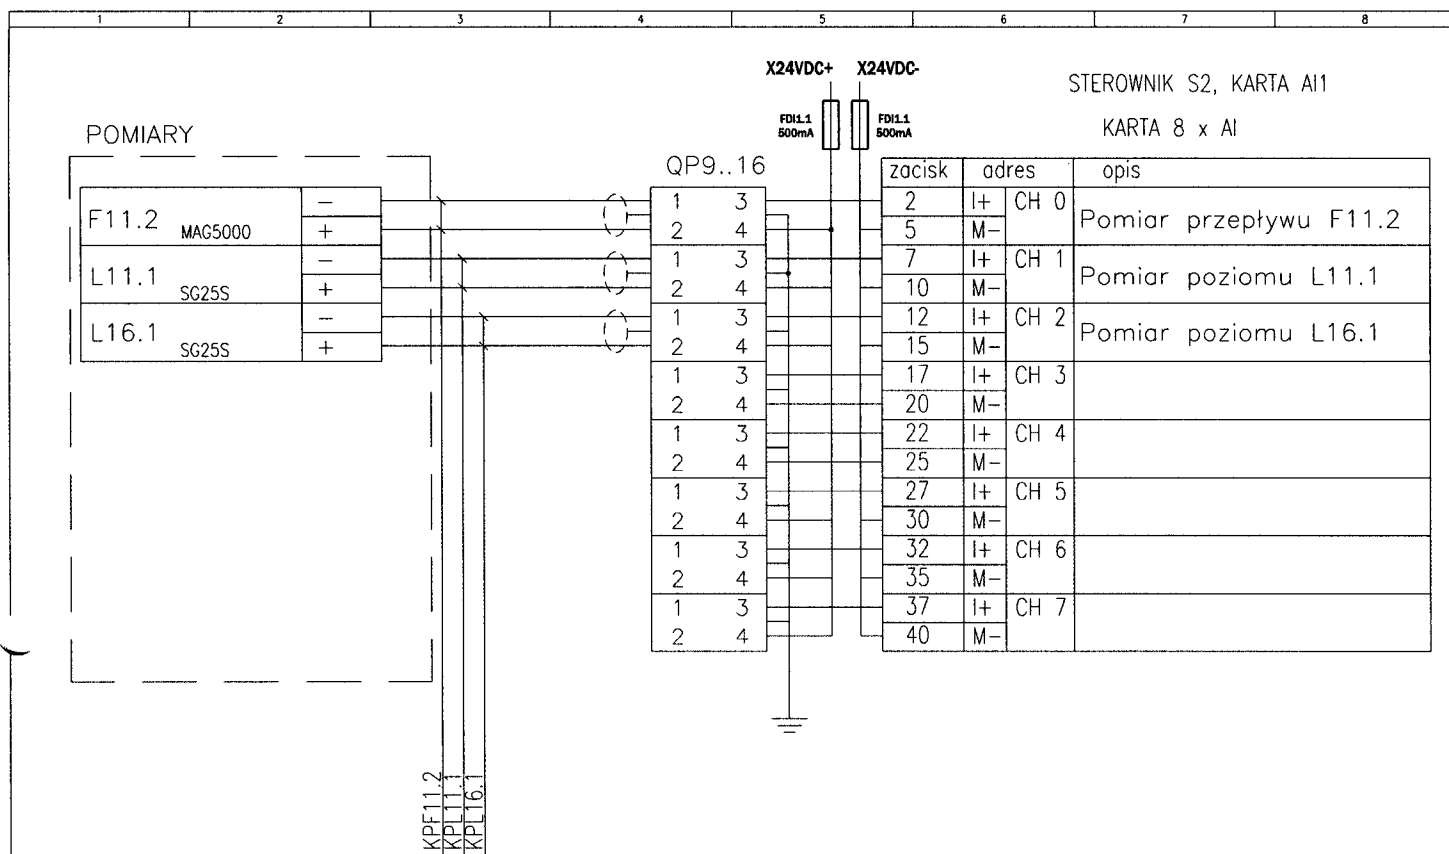 1 2 3 4 5 6 7 8
X24VDC+ X24VDC-
STEROWNIK S2, KARTA AI1
FDI1.1
500mA
FDI1.1
500mA
KARTA 8 x AI
POMIARY
QP9..16
zacisk adres opis
F11.2 MAG5000 − 1 3 2 I+ CH 0 Pomiar przepływu F11.2
+ 2 4 5 M−
L11.1 SG25S − 1 3 7 I+ CH 1 Pomiar poziomu L11.1
+ 2 4 10 M−
L16.1 SG25S − 1 3 12 I+ CH 2 Pomiar poziomu L16.1
+ 2 4 15 M−
1 3 17 I+ CH 3
2 4 20 M−
1 3 22 I+ CH 4
2 4 25 M−
1 3 27 I+ CH 5
2 4 30 M−
1 3 32 I+ CH 6
2 4 35 M−
1 3 37 I+ CH 7
2 4 40 M−
KPF11.2
KPL11.1
KPL16.1